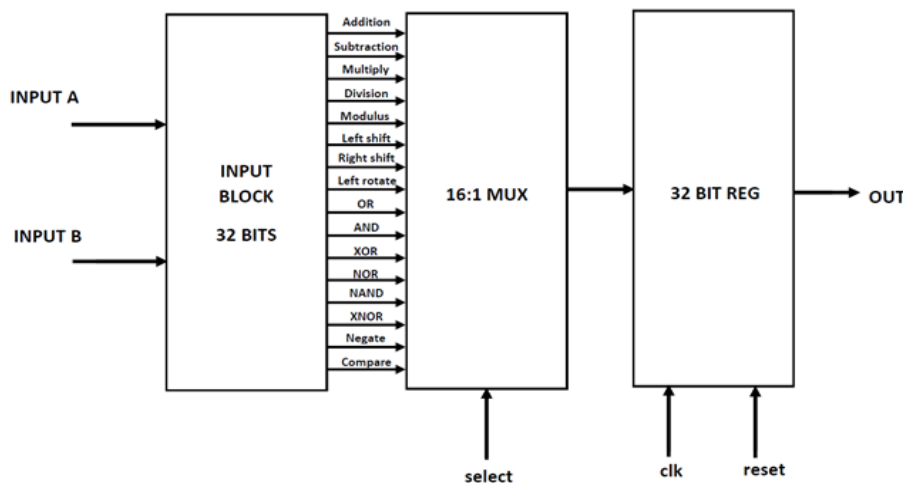 INPUT A
INPUT B
INPUT
BLOCK
32 BITS
Addition
Subtraction
Multiply
Division
Modulus
Left shift
Right shift
Left rotate
OR
AND
XOR
NOR
NAND
XNOR
Negate
Compare
16:1 MUX
select
32 BIT REG
clk
reset
OUT